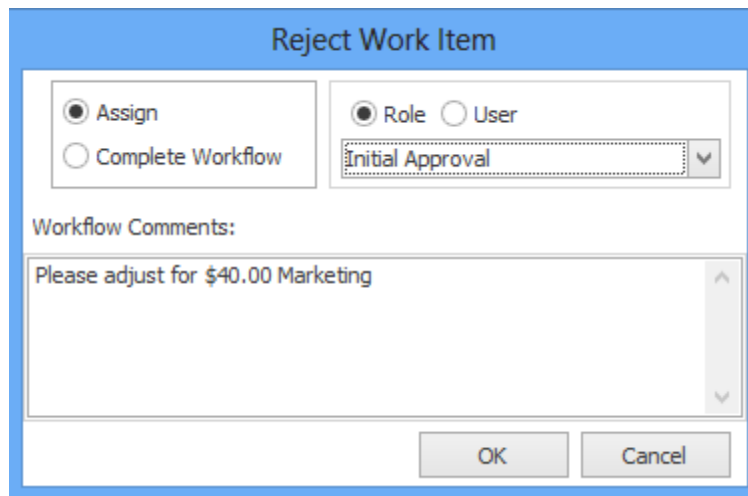 Reject Work Item
Assign
Complete Workflow
Role User
Initial Approval
Workflow Comments:
Please adjust for $40.00 Marketing
OK Cancel